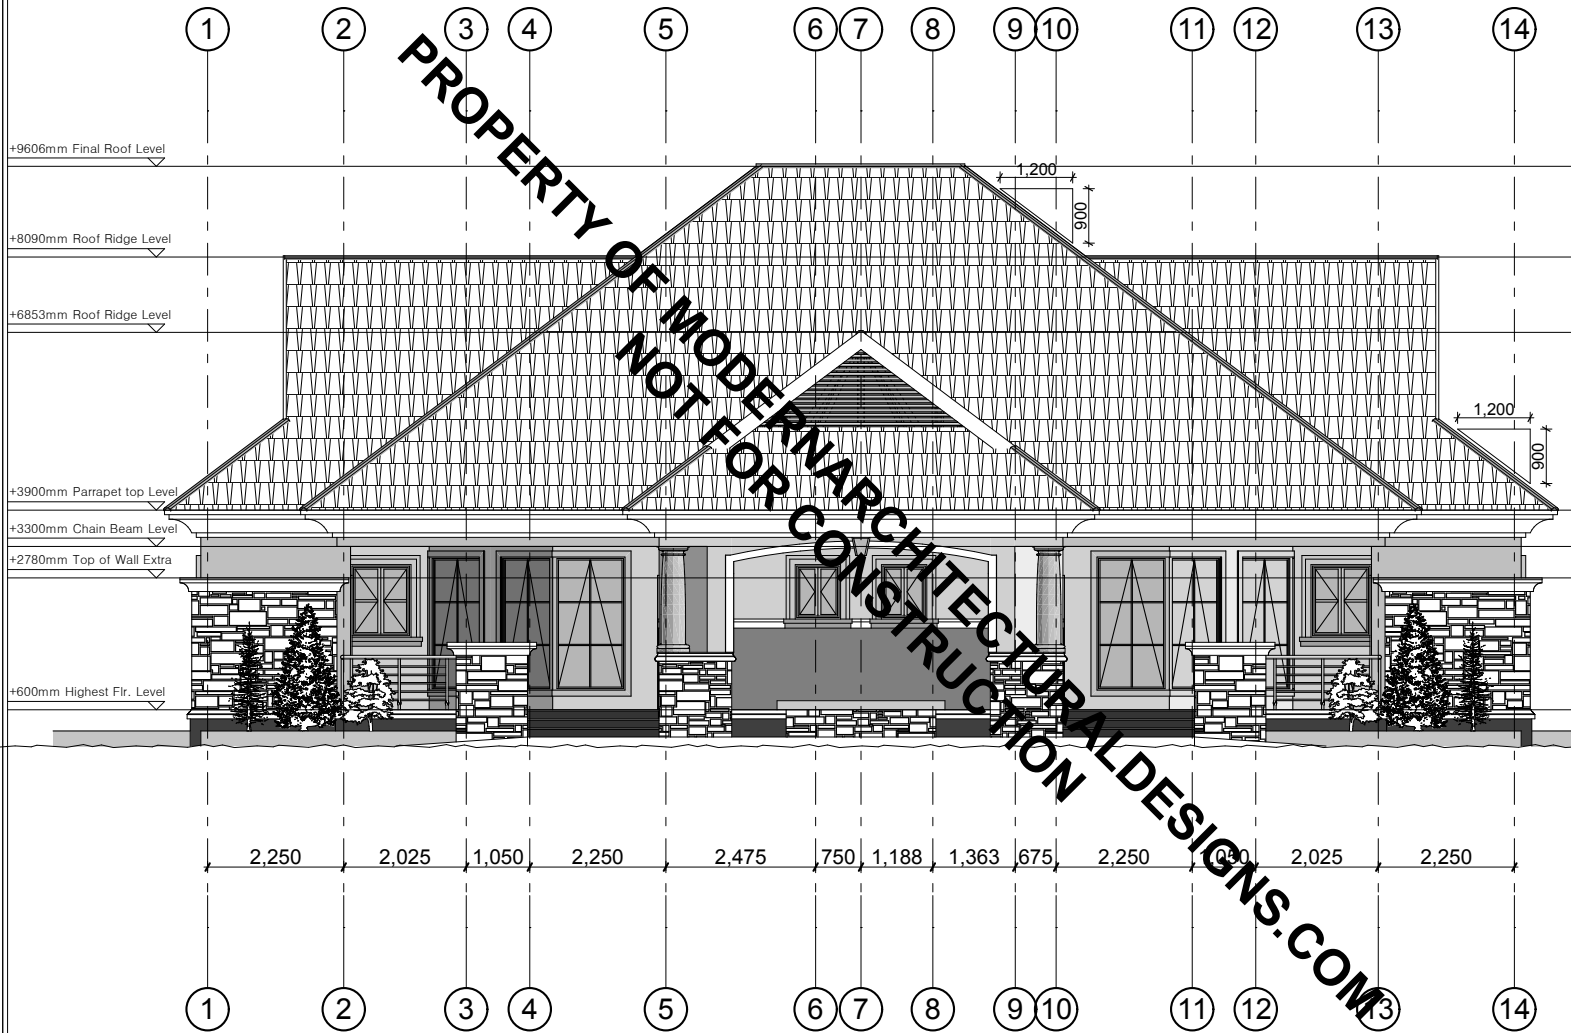 1 2 3 4 5 6 7 8 9 10 11 12 13 14
+9606mm Final Roof Level
1,200
900
+8090mm Roof Ridge Level
+6853mm Roof Ridge Level
1,200
900
+3900mm Parrapet top Level
+3300mm Chain Beam Level
+2780mm Top of Wall Extra
+600mm Highest Flr. Level
PROPERTY OF MODERNARCHITECTURALDESIGNS.COM
NOT FOR CONSTRUCTION
2,250 2,025 1,050 2,250 2,475 750 1,188 1,363 675 2,250 1,050 2,025 2,250
1 2 3 4 5 6 7 8 9 10 11 12 13 14